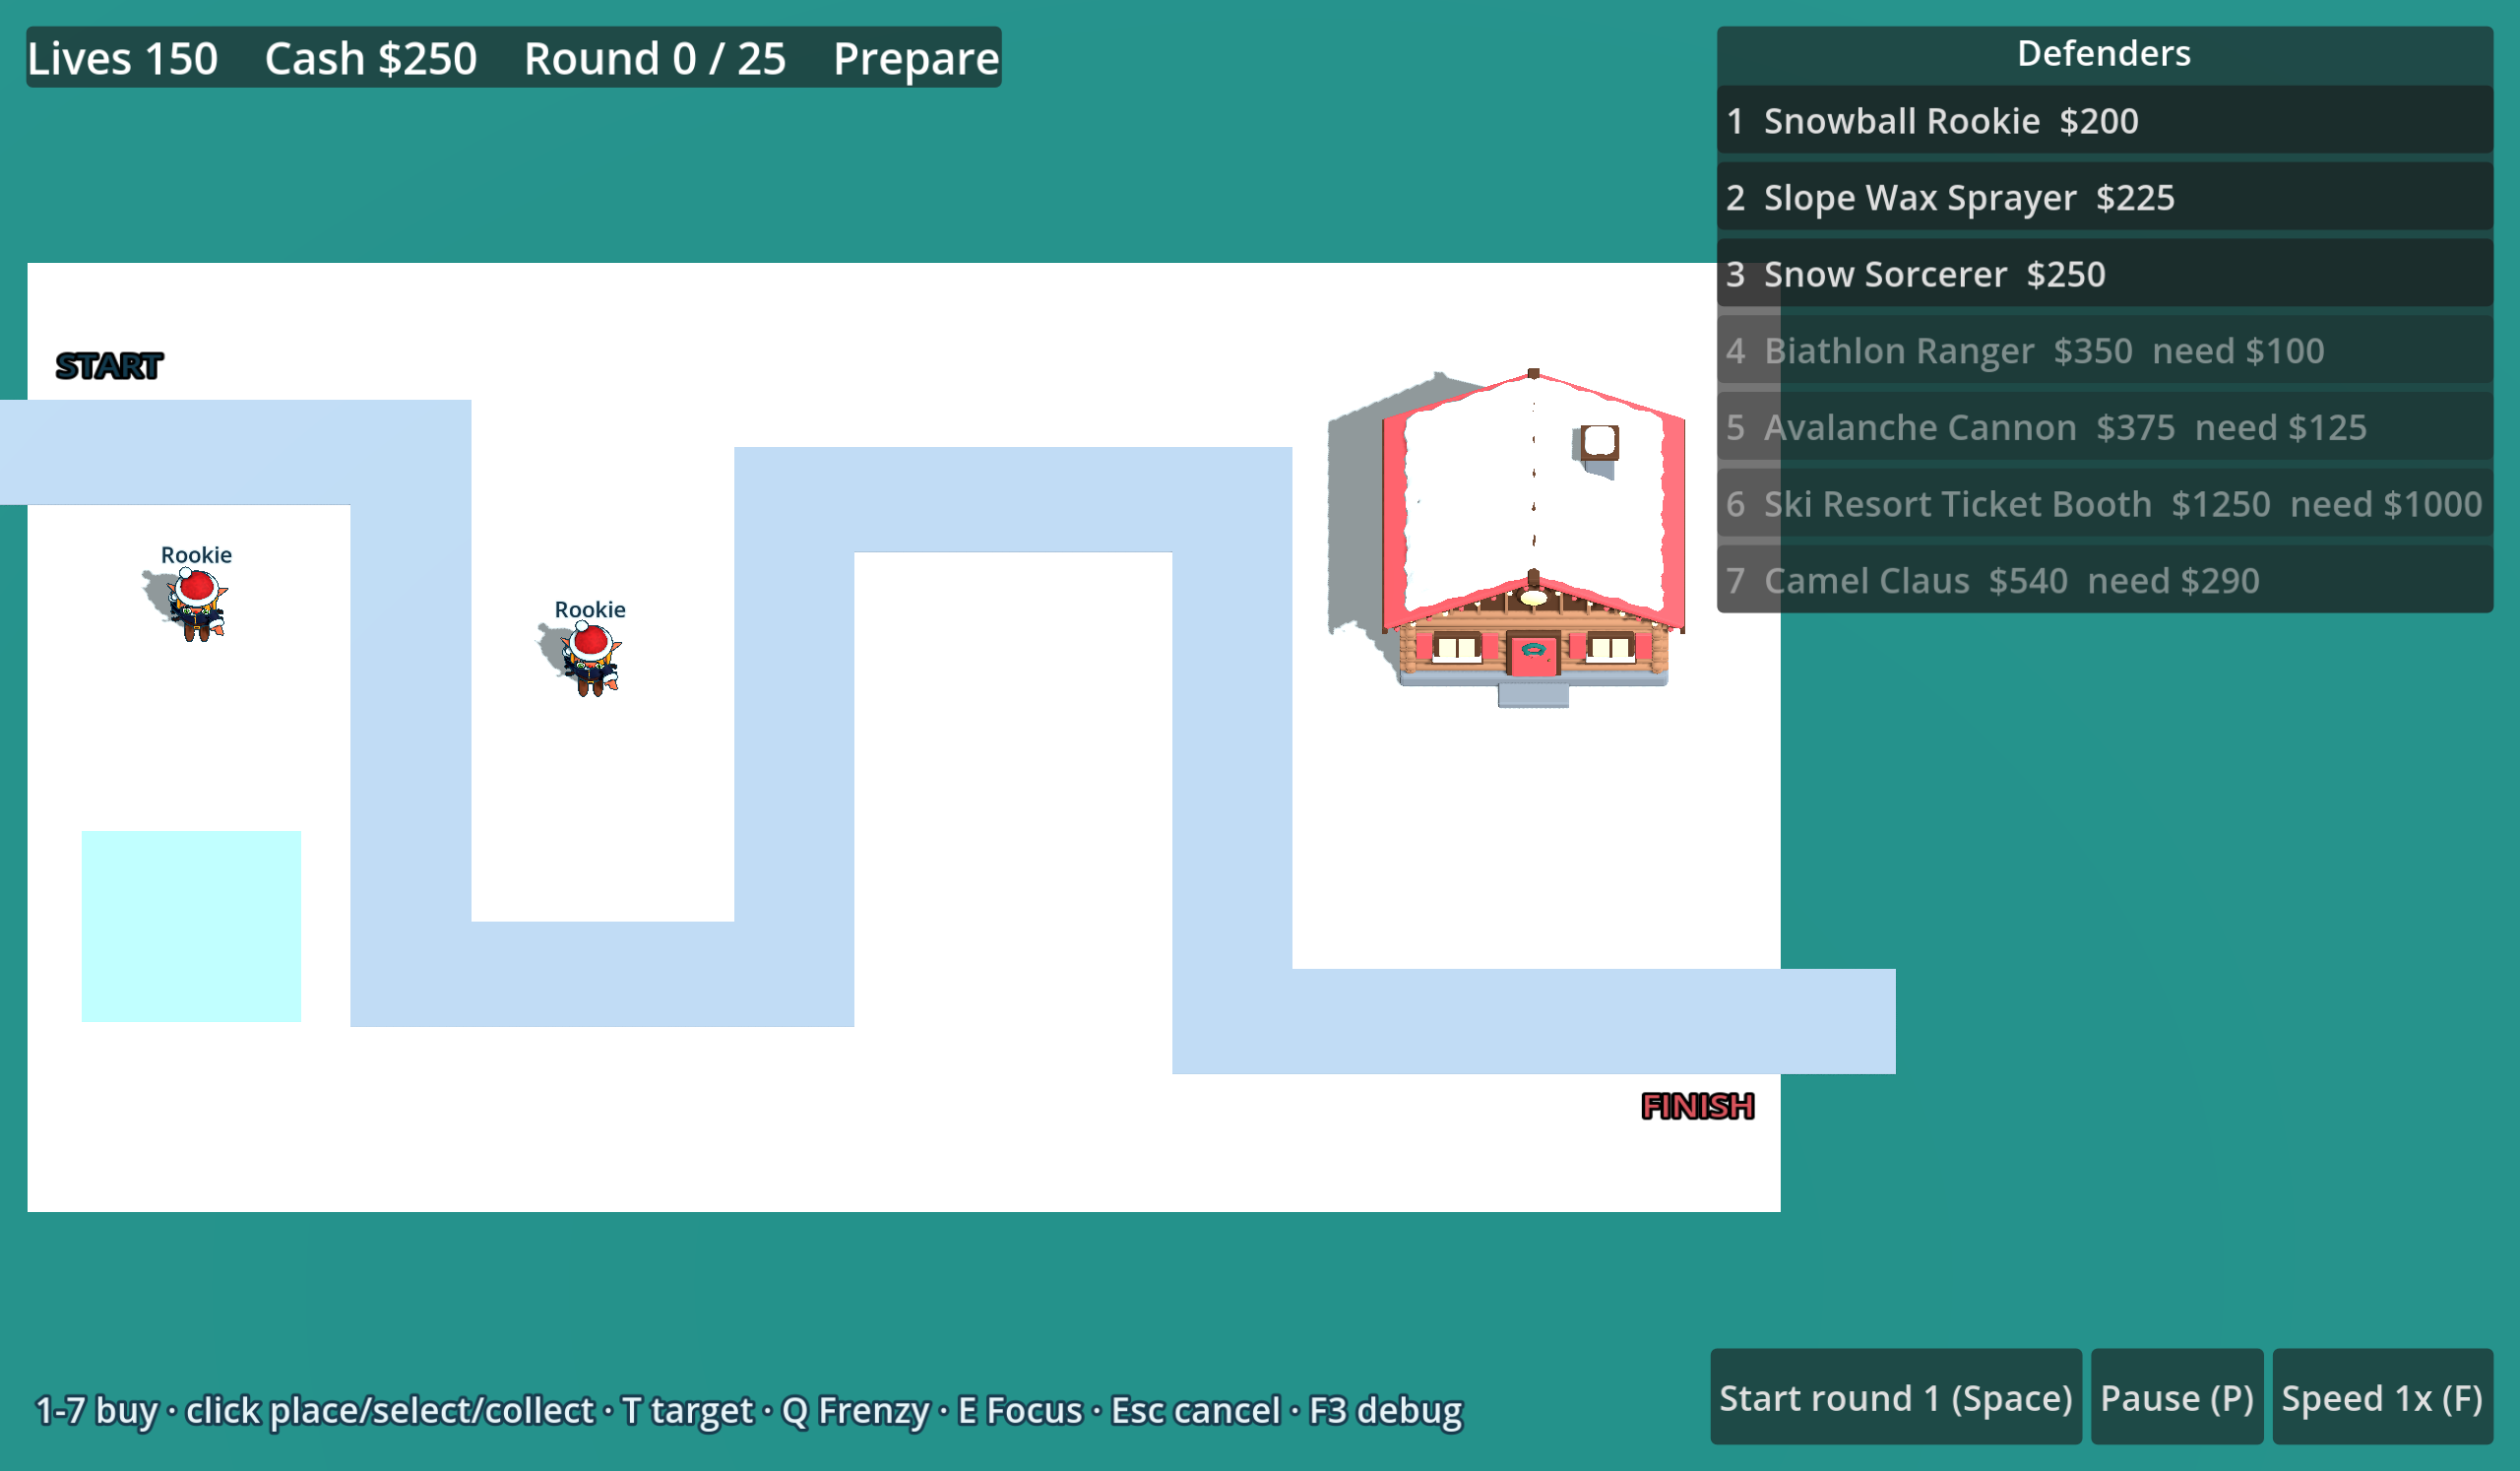 Lives 150 Cash $250 Round 0 / 25 Prepare
Defenders
1 Snowball Rookie $200
2 Slope Wax Sprayer $225
3 Snow Sorcerer $250
4 Biathlon Ranger $350 need $100
5 Avalanche Cannon $375 need $125
6 Ski Resort Ticket Booth $1250 need $1000
7 Camel Claus $540 need $290
START
Rookie
Rookie
FINISH
1-7 buy · click place/select/collect · T target · Q Frenzy · E Focus · Esc cancel · F3 debug
Start round 1 (Space)
Pause (P)
Speed 1x (F)